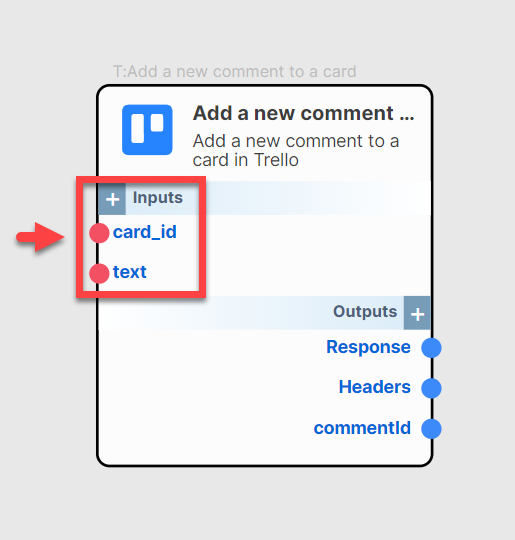 T:Add a new comment to a card
Add a new comment ...
Add a new comment to a
card in Trello
+ Inputs
card_id
text
Outputs +
Response
Headers
commentId